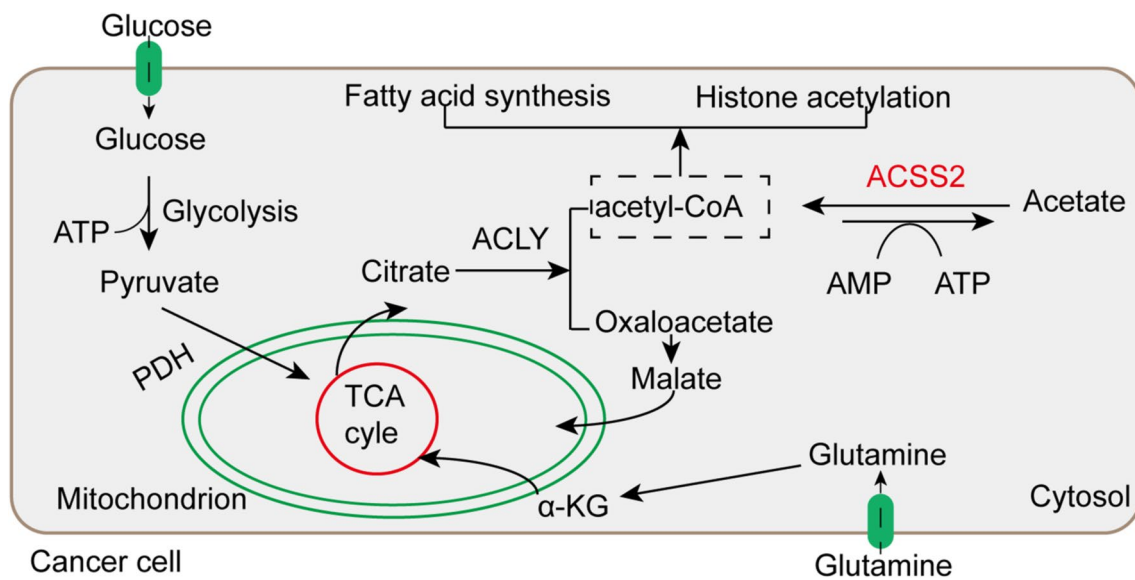 Glucose
Fatty acid synthesis
Histone acetylation
Glucose
ACSS2
acetyl-CoA
Acetate
Glycolysis
ATP
ACLY
Citrate
Pyruvate
AMP
ATP
Oxaloacetate
PDH
Malate
TCA
cyle
Glutamine
Mitochondrion
α-KG
Cytosol
Cancer cell
Glutamine